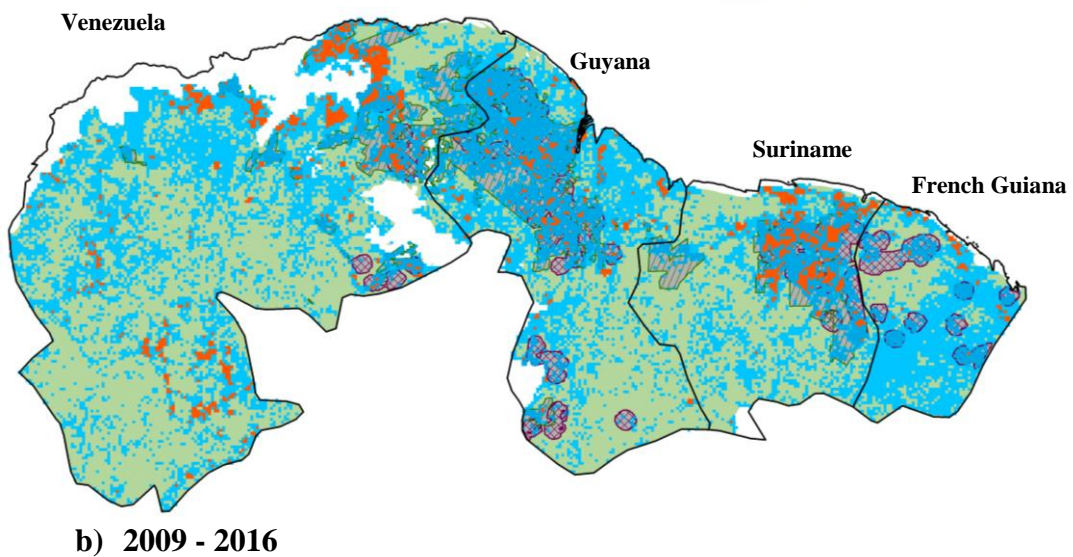 Venezuela
Guyana
Suriname
French Guiana
b) 2009 - 2016